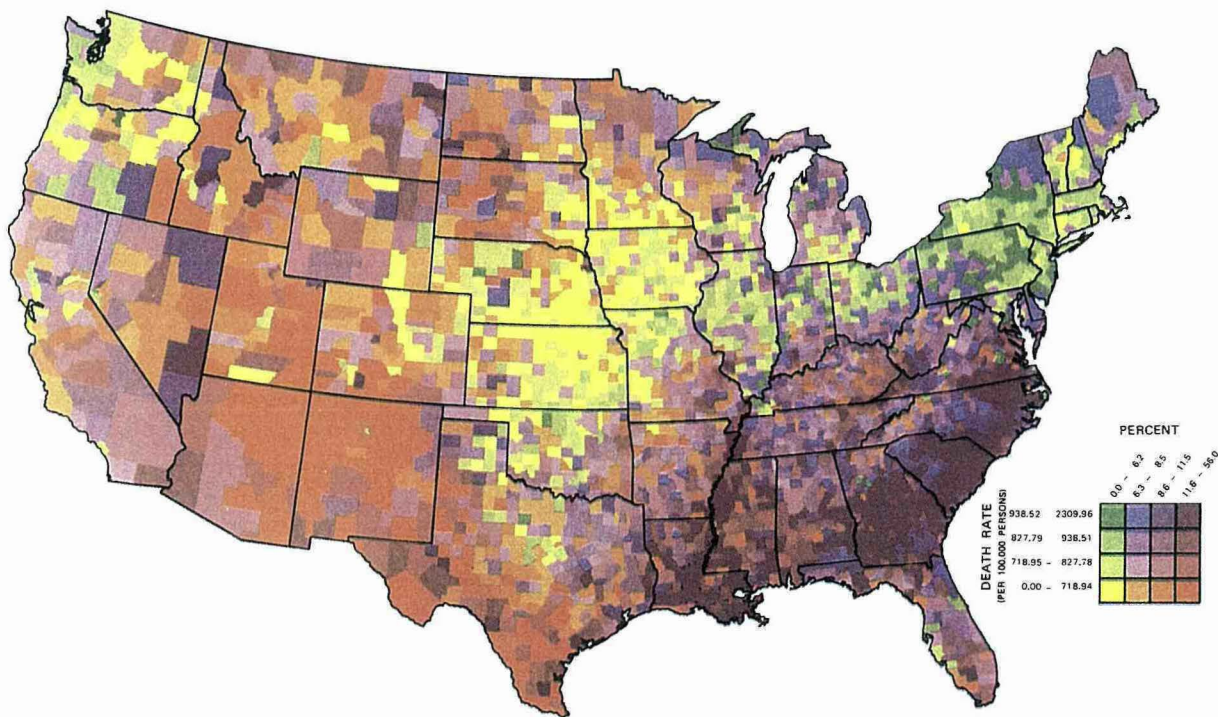 PERCENT
0.0 - 6.2
6.3 - 8.5
8.6 - 11.5
11.6 - 56.0
DEATH RATE
(PER 100,000 PERSONS)
938.52 2309.96
827.79 938.51
718.95 - 827.78
0.00 - 718.94